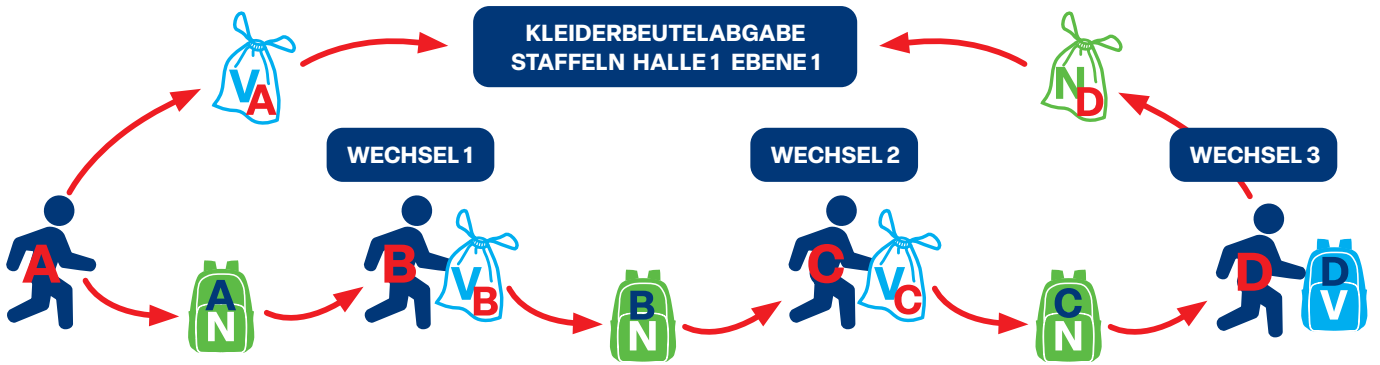 KLEIDERBEUTELABGABE
STAFFELN HALLE 1 EBENE 1
V
A
N
D
WECHSEL 1
WECHSEL 2
WECHSEL 3
A
A
N
B
V
B
B
N
C
V
C
C
N
D
D
V